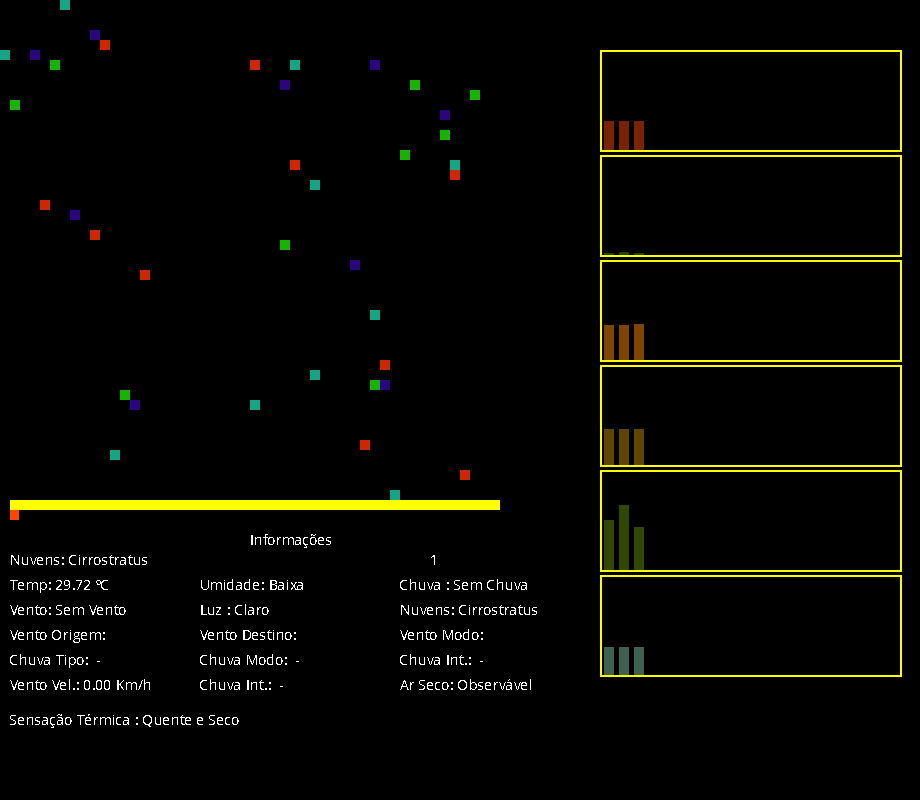 Informações
Nuvens: Cirrostratus 1
Temp: 29.72 ºC Umidade: Baixa Chuva : Sem Chuva
Vento: Sem Vento Luz : Claro Nuvens: Cirrostratus
Vento Origem: Vento Destino: Vento Modo:
Chuva Tipo: - Chuva Modo: - Chuva Int.: -
Vento Vel.: 0.00 Km/h Chuva Int.: - Ar Seco: Observável
Sensação Térmica : Quente e Seco